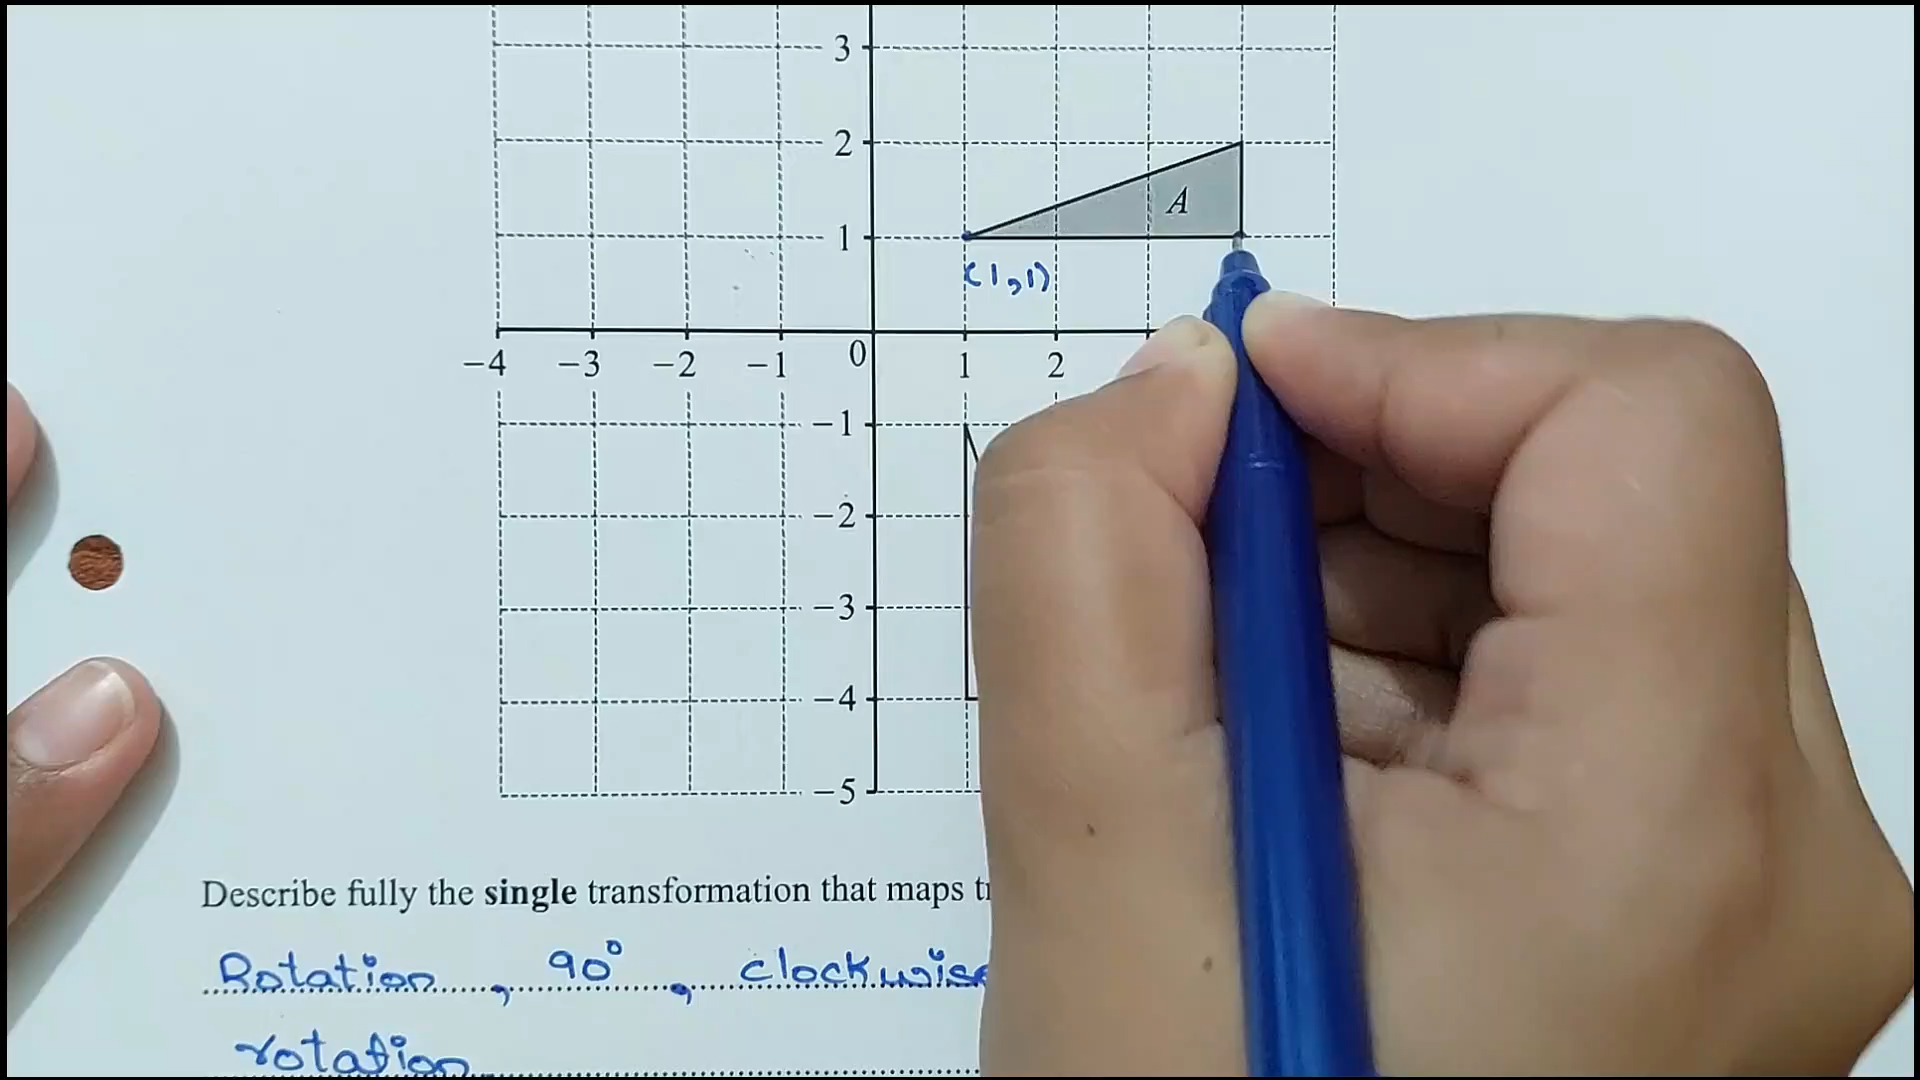 3
2
A
1
(1,1)
-4 -3 -2 -1 0 1 2
-1
-2
-3
-4
-5
Describe fully the single transformation that maps
Rotation, 90°, clockwise
rotation